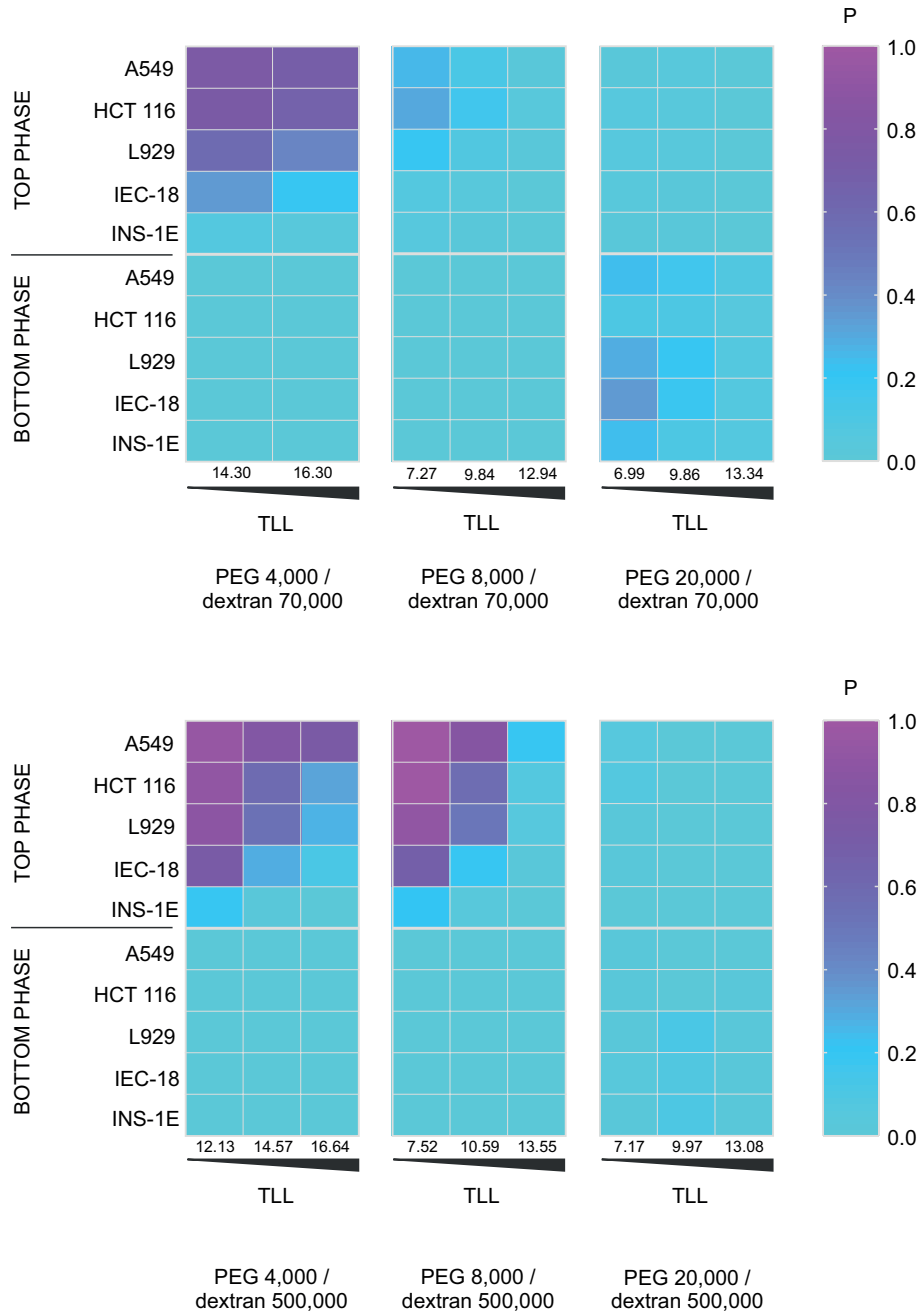 P
TOP PHASE
A549
HCT 116
L929
IEC-18
INS-1E
BOTTOM PHASE
A549
HCT 116
L929
IEC-18
INS-1E
1.0
0.8
0.6
0.4
0.2
0.0
14.30 16.30
TLL
PEG 4,000 /
dextran 70,000
7.27 9.84 12.94
TLL
PEG 8,000 /
dextran 70,000
6.99 9.86 13.34
TLL
PEG 20,000 /
dextran 70,000
P
TOP PHASE
A549
HCT 116
L929
IEC-18
INS-1E
BOTTOM PHASE
A549
HCT 116
L929
IEC-18
INS-1E
1.0
0.8
0.6
0.4
0.2
0.0
12.13 14.57 16.64
TLL
PEG 4,000 /
dextran 500,000
7.52 10.59 13.55
TLL
PEG 8,000 /
dextran 500,000
7.17 9.97 13.08
TLL
PEG 20,000 /
dextran 500,000